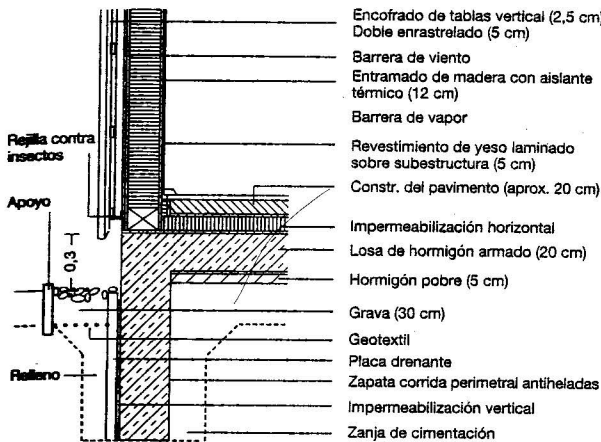 Encofrado de tablas vertical (2,5 cm)
Doble enrastrelado (5 cm)
Barrera de viento
Entramado de madera con aislante
térmico (12 cm)
Barrera de vapor
Revestimiento de yeso laminado
sobre subestructura (5 cm)
Constr. del pavimento (aprox. 20 cm)
Impermeabilización horizontal
Losa de hormigón armado (20 cm)
Hormigón pobre (5 cm)
Grava (30 cm)
Geotextil
Placa drenante
Zapata corrida perimetral antiheladas
Impermeabilización vertical
Zanja de cimentación
Rejilla contra
insectos
Apoyo
0,3
Relleno